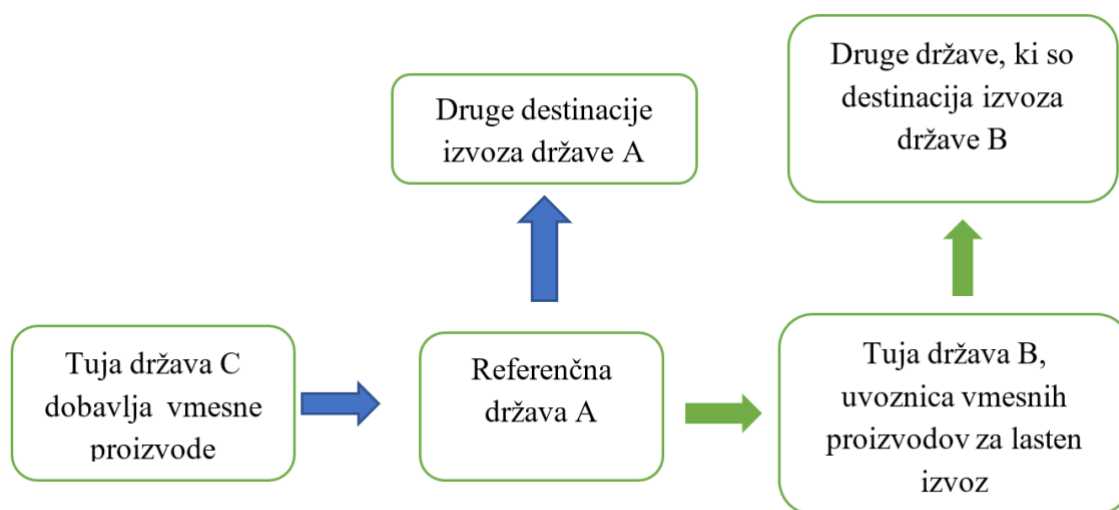 Druge destinacije
izvoza države A
Druge države, ki so
destinacija izvoza
države B
Tuja država C
dobavlja vmesne
proizvode
Referenčna
država A
Tuja država B,
uvoznica vmesnih
proizvodov za lasten
izvoz